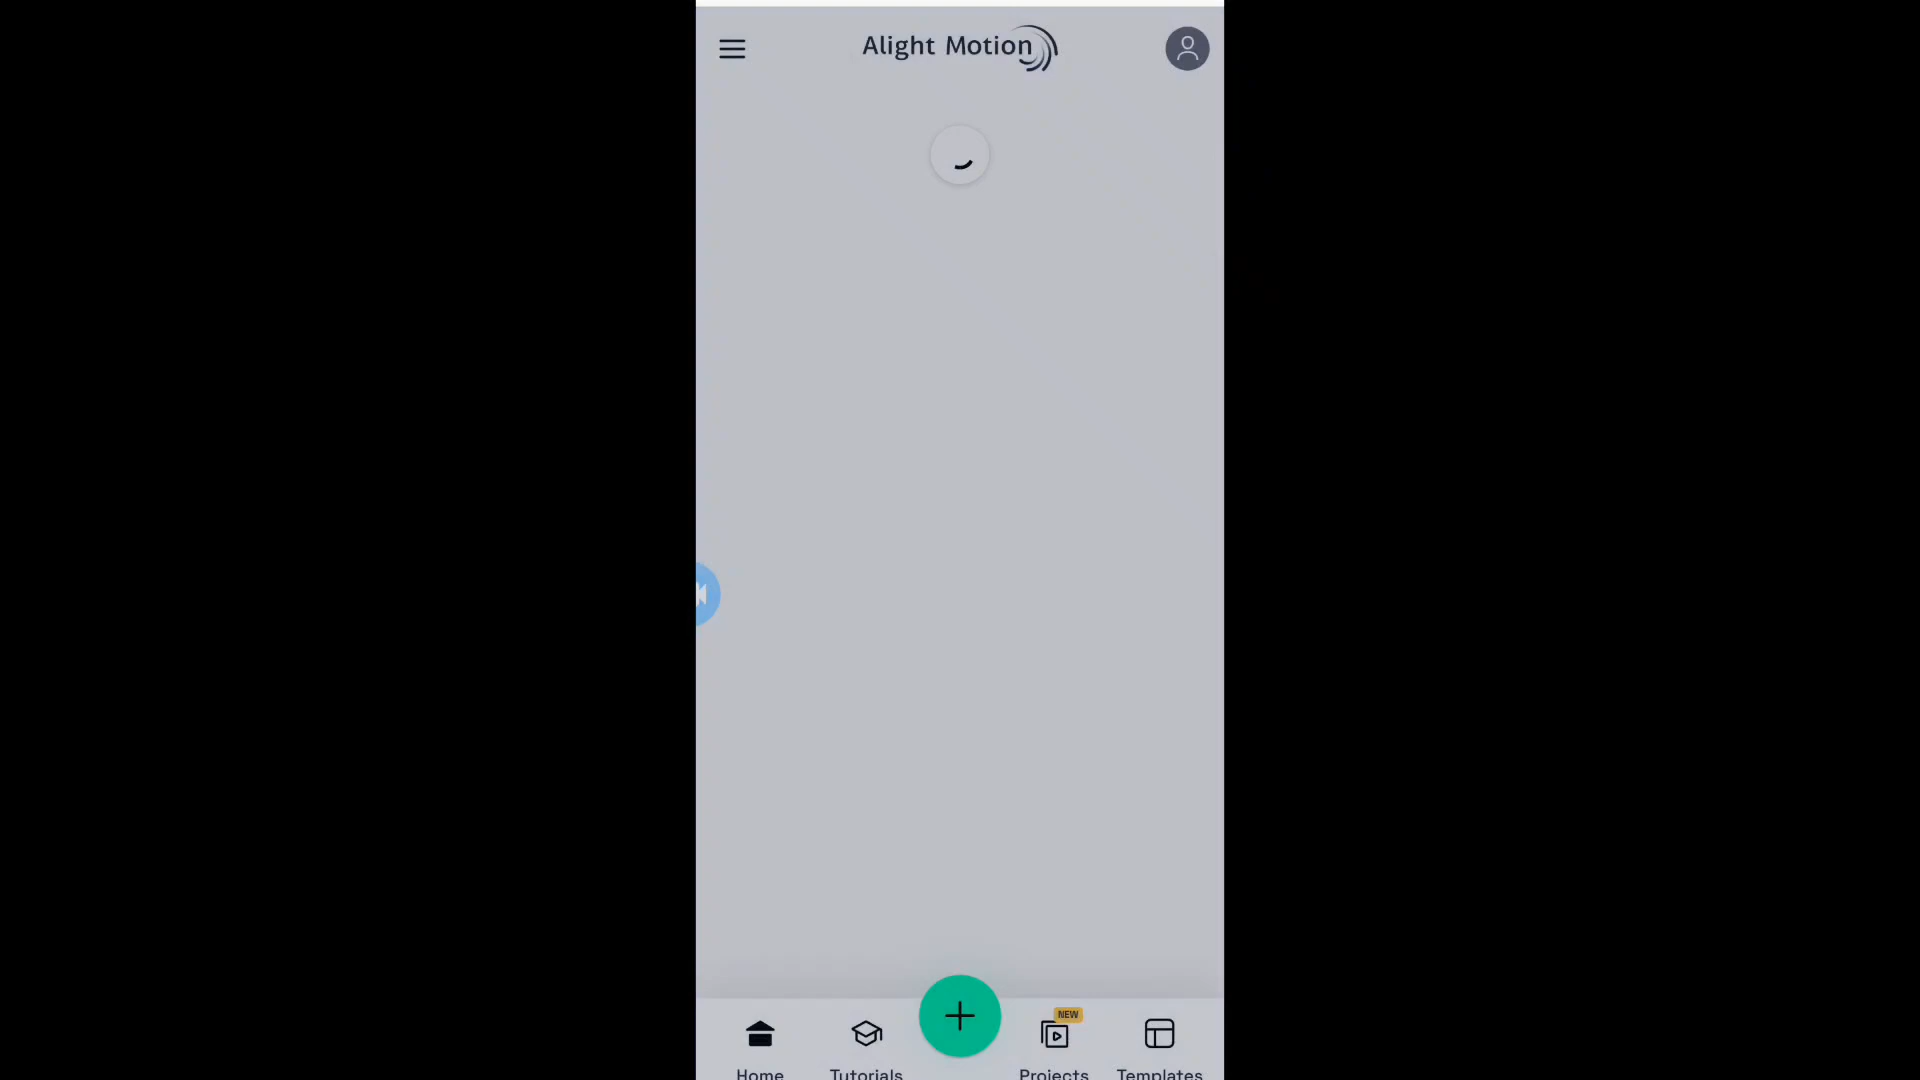 Alight Motion
NEW
Home
Tutorials
Projects
Templates